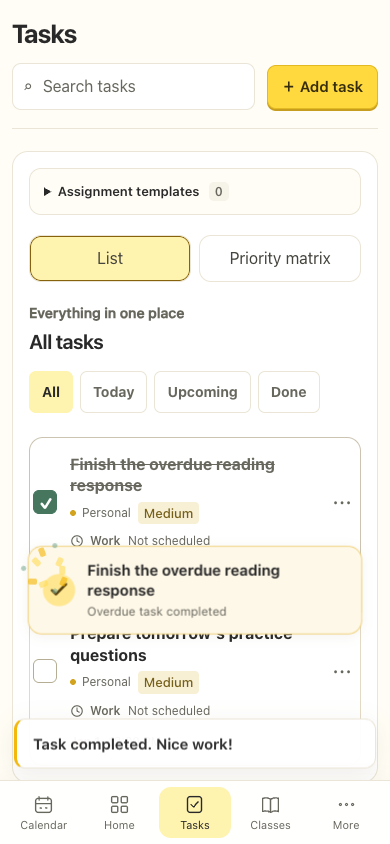 Tasks
Search tasks
+ Add task
Assignment templates 0
List
Priority matrix
Everything in one place
All tasks
All
Today
Upcoming
Done
Finish the overdue reading
response
Personal Medium
Work Not scheduled
Finish the overdue reading
response
Overdue task completed
Prepare tomorrow's practice
questions
Personal Medium
Work Not scheduled
Task completed. Nice work!
Calendar
Home
Tasks
Classes
More